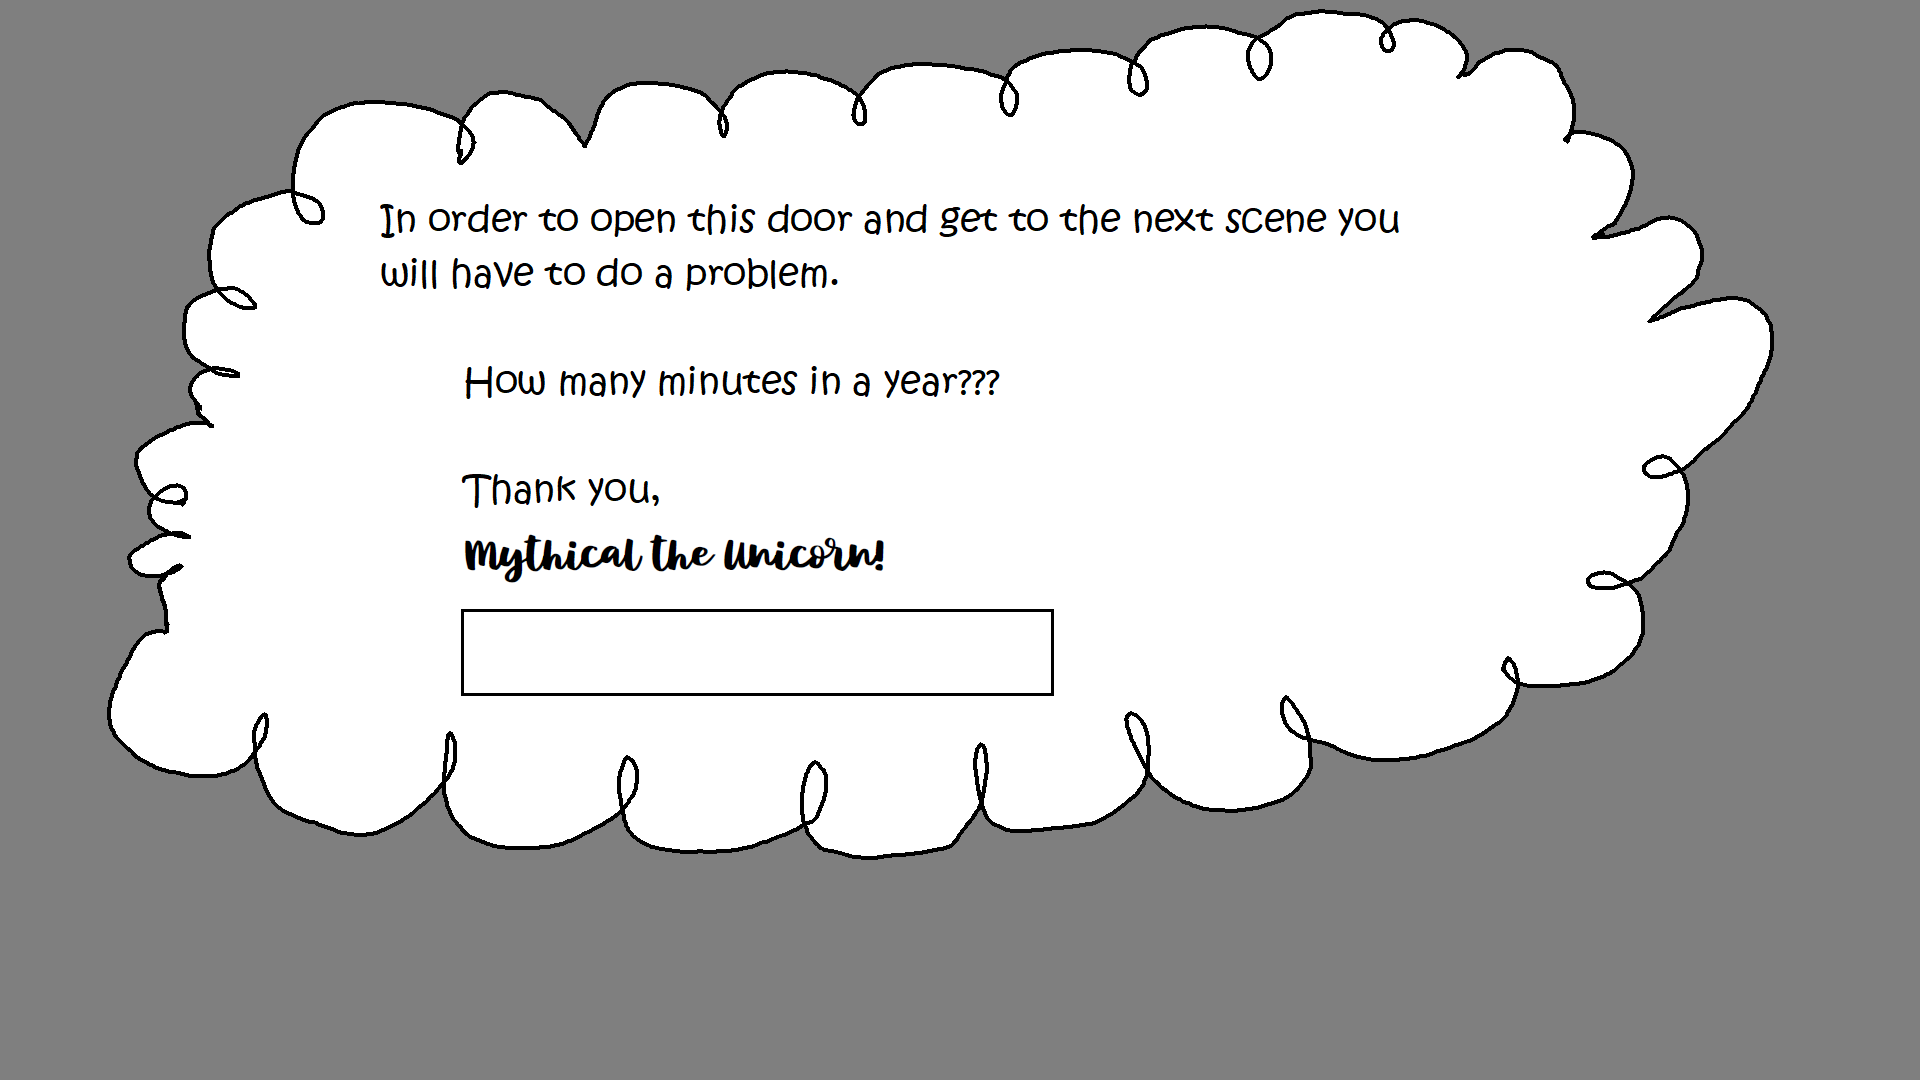 In order to open this door and get to the next scene you
will have to do a problem.
How many minutes in a year???
Thank you,
Mythical the Unicorn!